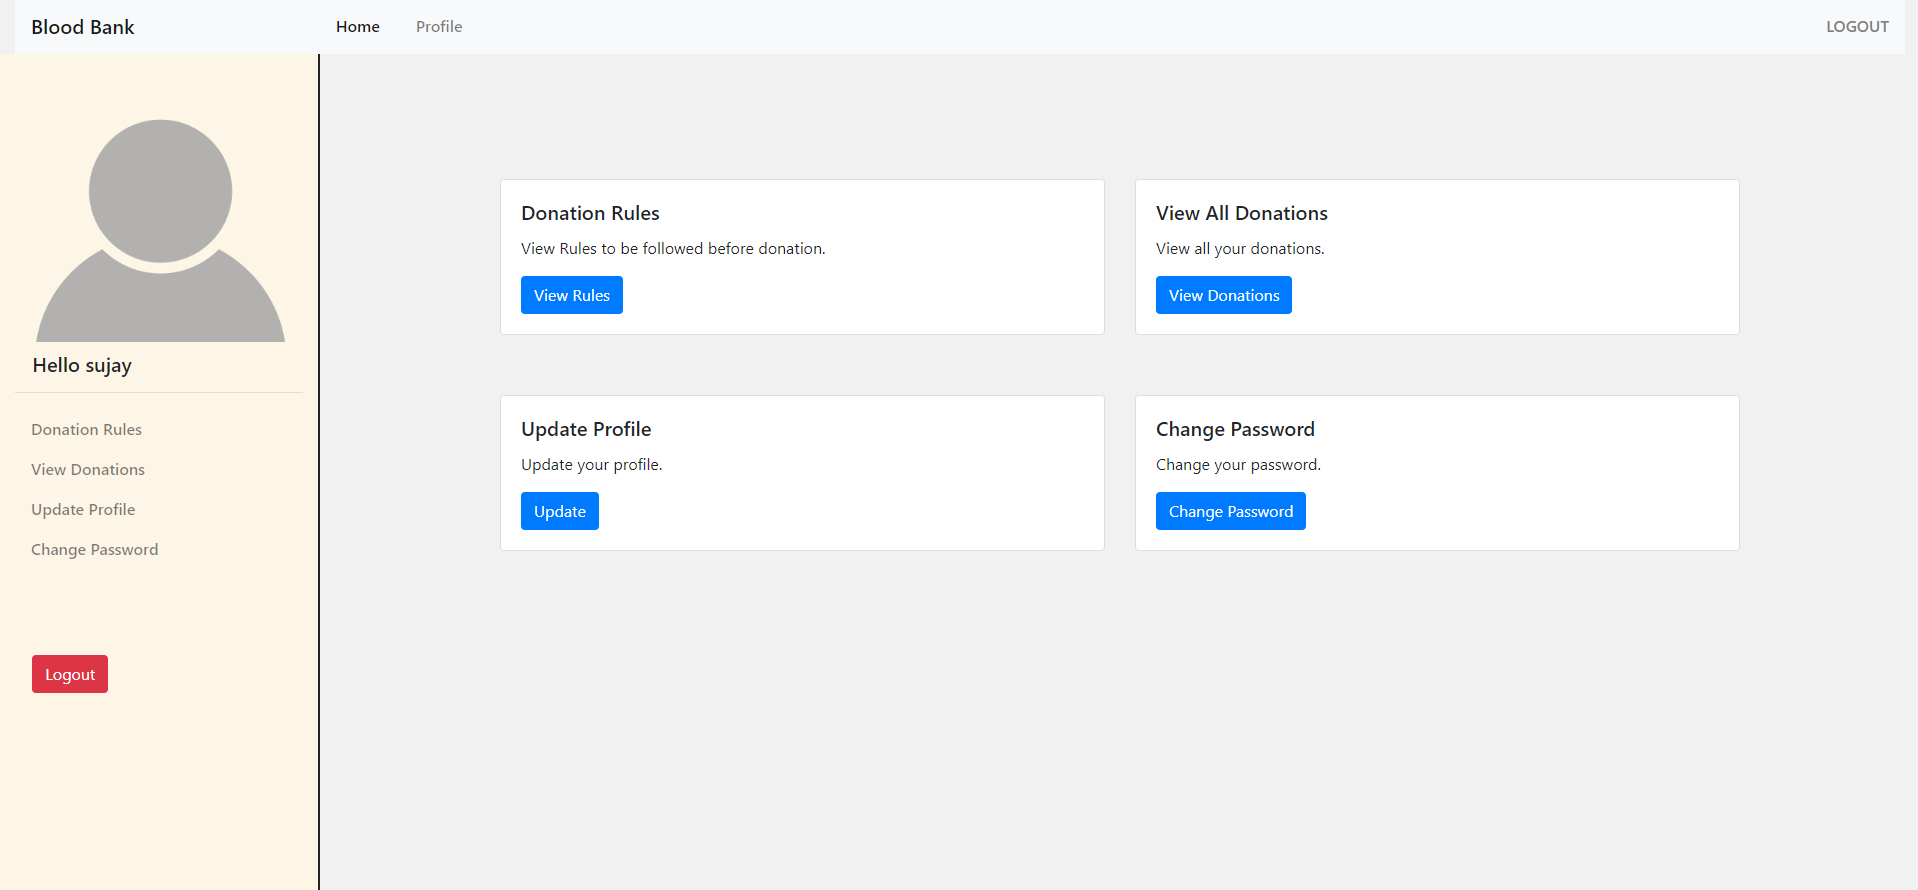 Blood Bank
Home
Profile
LOGOUT
Hello sujay
Donation Rules
View Donations
Update Profile
Change Password
Logout
Donation Rules
View Rules to be followed before donation.
View Rules
View All Donations
View all your donations.
View Donations
Update Profile
Update your profile.
Update
Change Password
Change your password.
Change Password